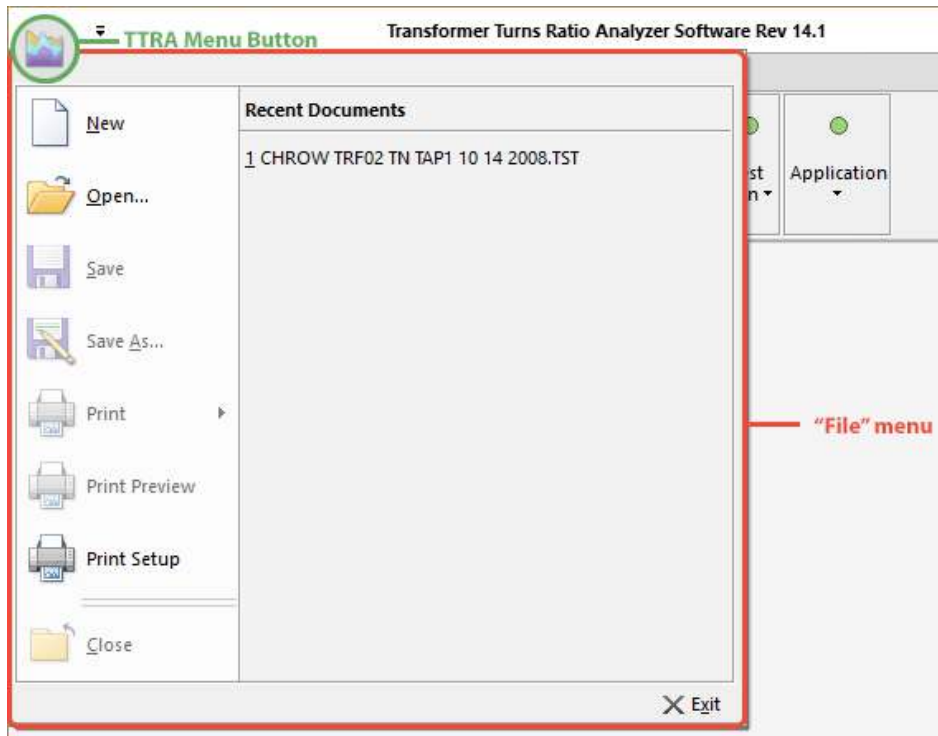 TTRA Menu Button
Transformer Turns Ratio Analyzer Software Rev 14.1
New
Open...
Save
Save As...
Print
Print Preview
Print Setup
Close
Recent Documents
1 CHROW TRF02 TN TAP1 10 14 2008.TST
st
n
Application
“File” menu
Exit